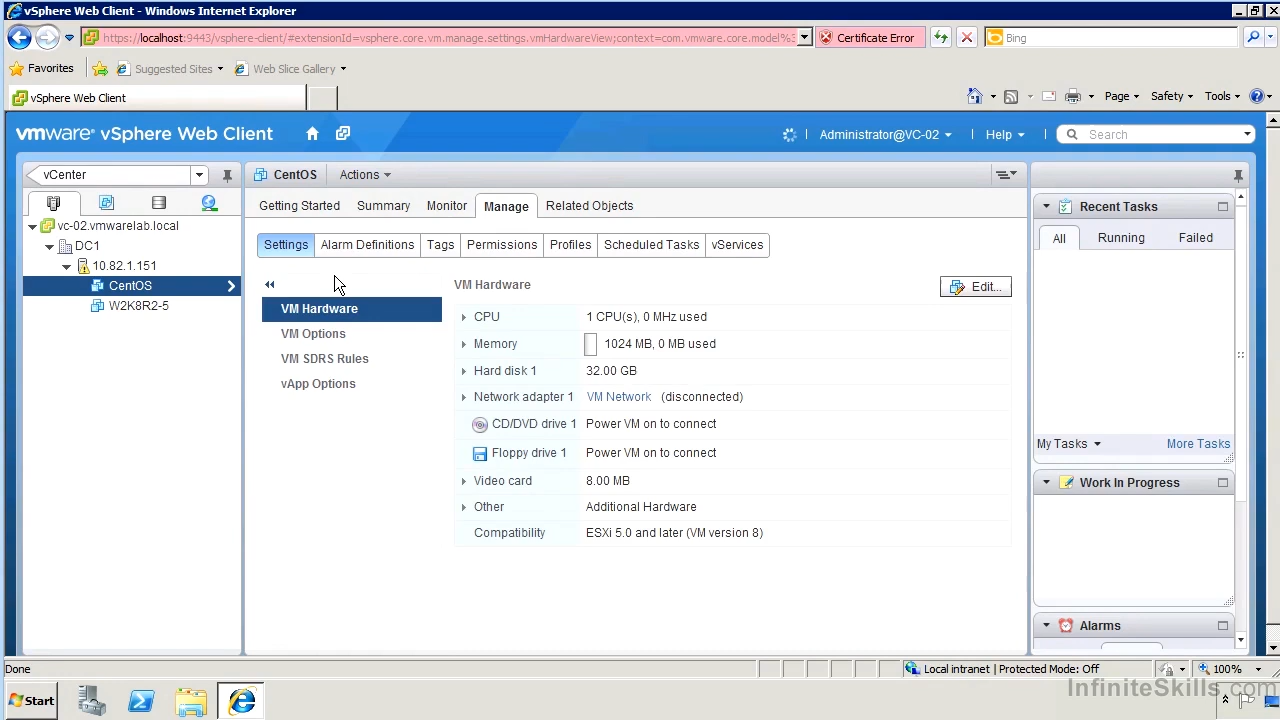 vSphere Web Client - Windows Internet Explorer
https://localhost:9443/vsphere-client/#extensionId=vsphere.core.vm.manage.settings.vmHardwareView;context=com.vmware.core.model%3
Certificate Error
Bing
Favorites
Suggested Sites
Web Slice Gallery
vSphere Web Client
Page
Safety
Tools
vmware vSphere Web Client
Administrator@VC-02
Help
Search
vCenter
vc-02.vmwarelab.local
DC1
10.82.1.151
CentOS
W2K8R2-5
CentOS
Actions
Getting Started
Summary
Monitor
Manage
Related Objects
Settings
Alarm Definitions
Tags
Permissions
Profiles
Scheduled Tasks
vServices
VM Hardware
VM Options
VM SDRS Rules
vApp Options
VM Hardware
Edit...
CPU 1 CPU(s), 0 MHz used
Memory 1024 MB, 0 MB used
Hard disk 1 32.00 GB
Network adapter 1 VM Network (disconnected)
CD/DVD drive 1 Power VM on to connect
Floppy drive 1 Power VM on to connect
Video card 8.00 MB
Other Additional Hardware
Compatibility ESXi 5.0 and later (VM version 8)
Recent Tasks
All
Running
Failed
My Tasks
More Tasks
Work In Progress
Alarms
Done
Local intranet | Protected Mode: Off
100%
Start
InfiniteSkills.com